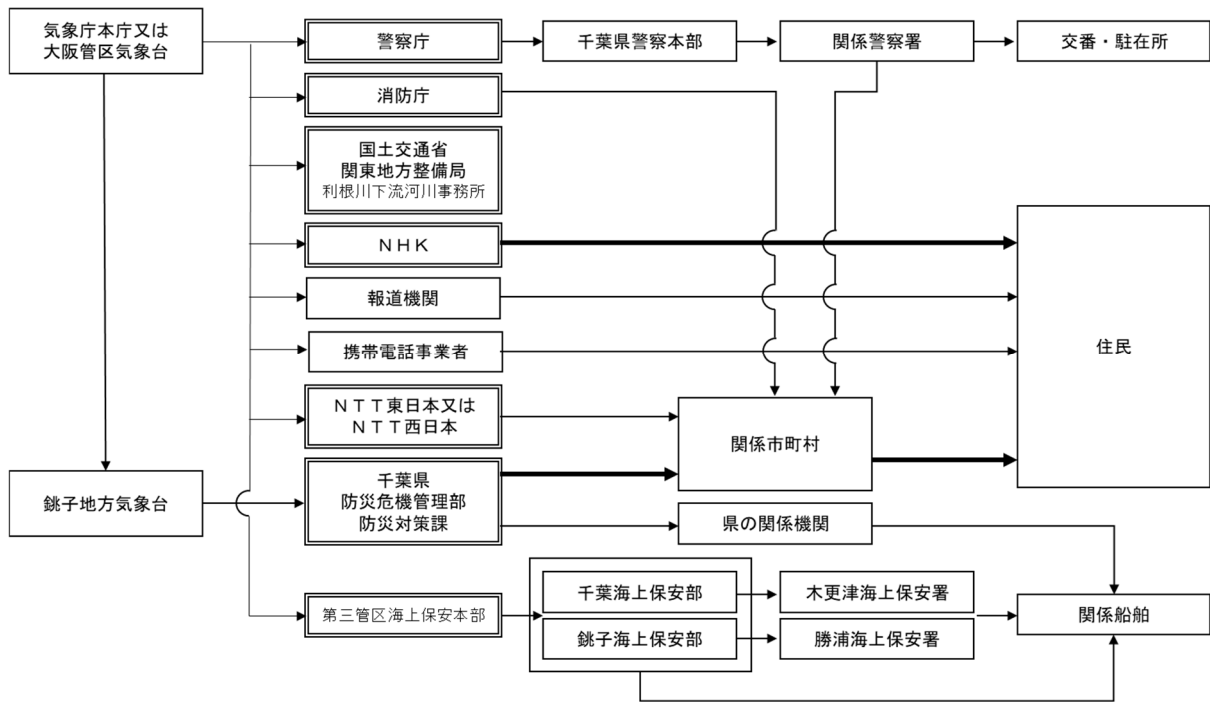 気象庁本庁又は
大阪管区気象台
警察庁
千葉県警察本部
関係警察署
交番・駐在所
消防庁
国土交通省
関東地方整備局
利根川下流河川事務所
ＮＨＫ
報道機関
携帯電話事業者
住民
ＮＴＴ東日本又は
ＮＴＴ西日本
関係市町村
銚子地方気象台
千葉県
防災危機管理部
防災対策課
県の関係機関
第三管区海上保安本部
千葉海上保安部
木更津海上保安署
銚子海上保安部
勝浦海上保安署
関係船舶